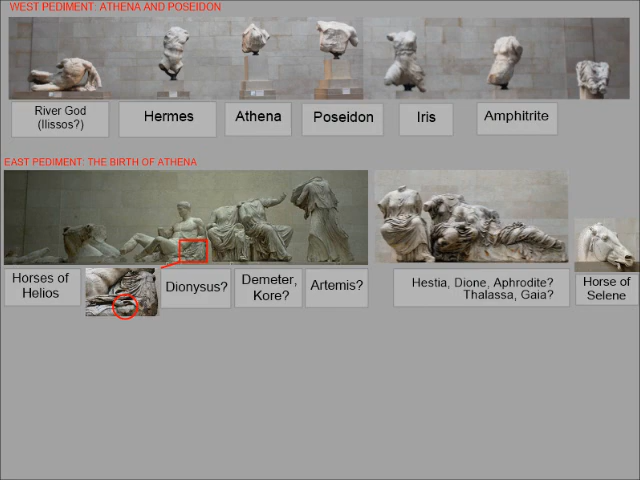 WEST PEDIMENT: ATHENA AND POSEIDON
River God
(Ilissos?)
Hermes
Athena
Poseidon
Iris
Amphitrite
EAST PEDIMENT: THE BIRTH OF ATHENA
Horses of
Helios
Dionysus?
Demeter,
Kore?
Artemis?
Hestia, Dione, Aphrodite?
Thalassa, Gaia?
Horse of
Selene